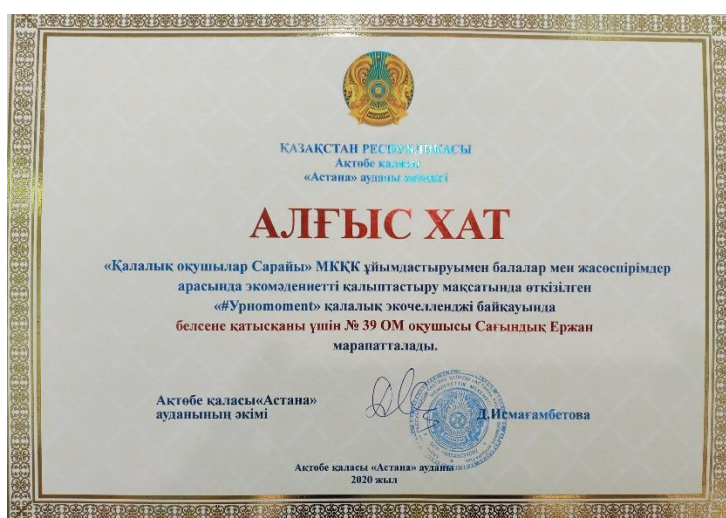 ҚАЗАҚСТАН РЕСПУБЛИКАСЫ
Ақтөбе қаласы
«Астана» ауданы әкімдігі
АЛҒЫС ХАТ
«Қалалық оқушылар Сарайы» МКҚК ұйымдастыруымен балалар мен жасөспірімдер
арасында экомәдениетті қалыптастыру мақсатында өткізілген
«#Урнomoment» қалалық экочелленджі байқауында
белсене қатысқаны үшін № 39 ОМ оқушысы Сағындық Ержан
марапатталады.
Ақтөбе қаласы«Астана»
ауданының әкімі
Д.Исмағамбетова
Ақтөбе қаласы «Астана» ауданы
2020 жыл